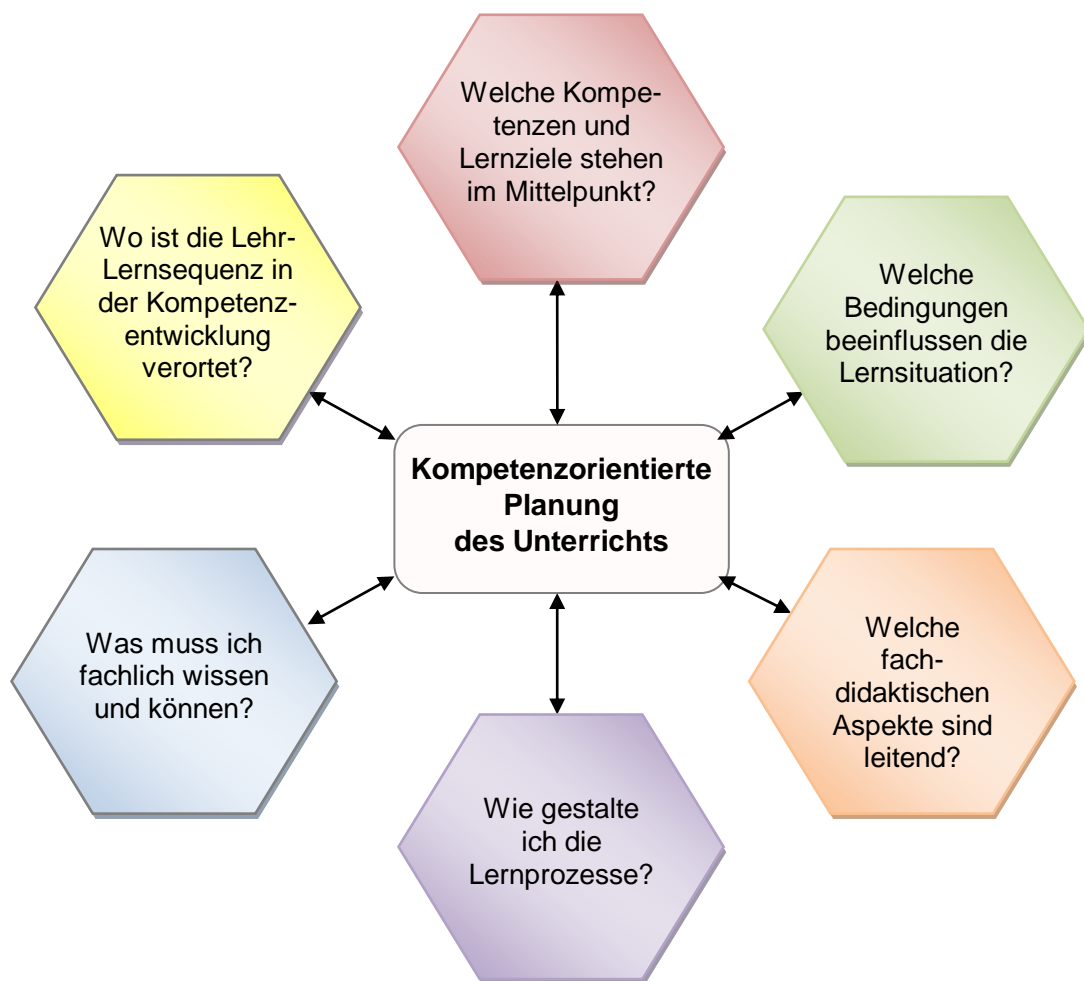 Welche Kompe-
tenzen und
Lernziele stehen
im Mittelpunkt?
Wo ist die Lehr-
Lernsequenz in
der Kompetenz-
entwicklung
verortet?
Welche
Bedingungen
beeinflussen die
Lernsituation?
Kompetenzorientierte
Planung
des Unterrichts
Was muss ich
fachlich wissen
und können?
Welche
fach-
didaktischen
Aspekte sind
leitend?
Wie gestalte
ich die
Lernprozesse?